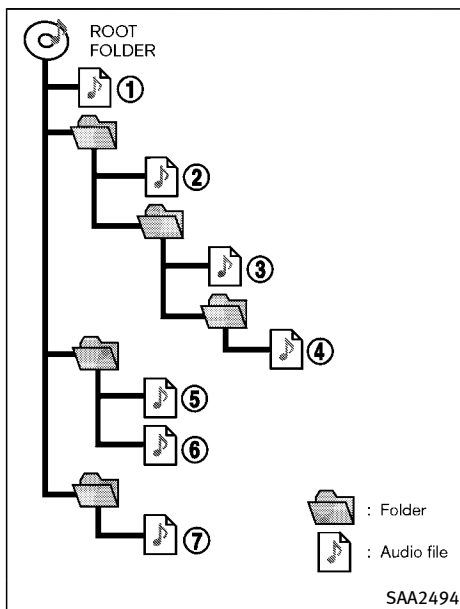 ROOT
FOLDER
①
②
③
④
⑤
⑥
⑦
: Folder
: Audio file
SAA2494